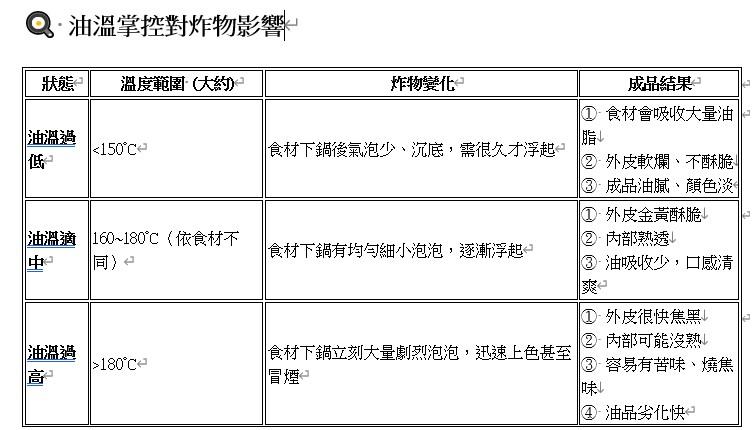 油溫掌控對炸物影響
狀態 溫度範圍 (大約) 炸物變化 成品結果
油溫過
低
<150°C
食材下鍋後氣泡少、沉底，需很久才浮起
① 食材會吸收大量油
脂
② 外皮軟爛、不酥脆
③ 成品油膩、顏色淡
油溫適
中
160~180°C（依食材不
同）
食材下鍋有均勻細小泡泡，逐漸浮起
① 外皮金黃酥脆
② 內部熟透
③ 油吸收少，口感清
爽
油溫過
高
>180°C
食材下鍋立刻大量劇烈泡泡，迅速上色甚至
冒煙
① 外皮很快焦黑
② 內部可能沒熟
③ 容易有苦味、燒焦
味
④ 油品劣化快